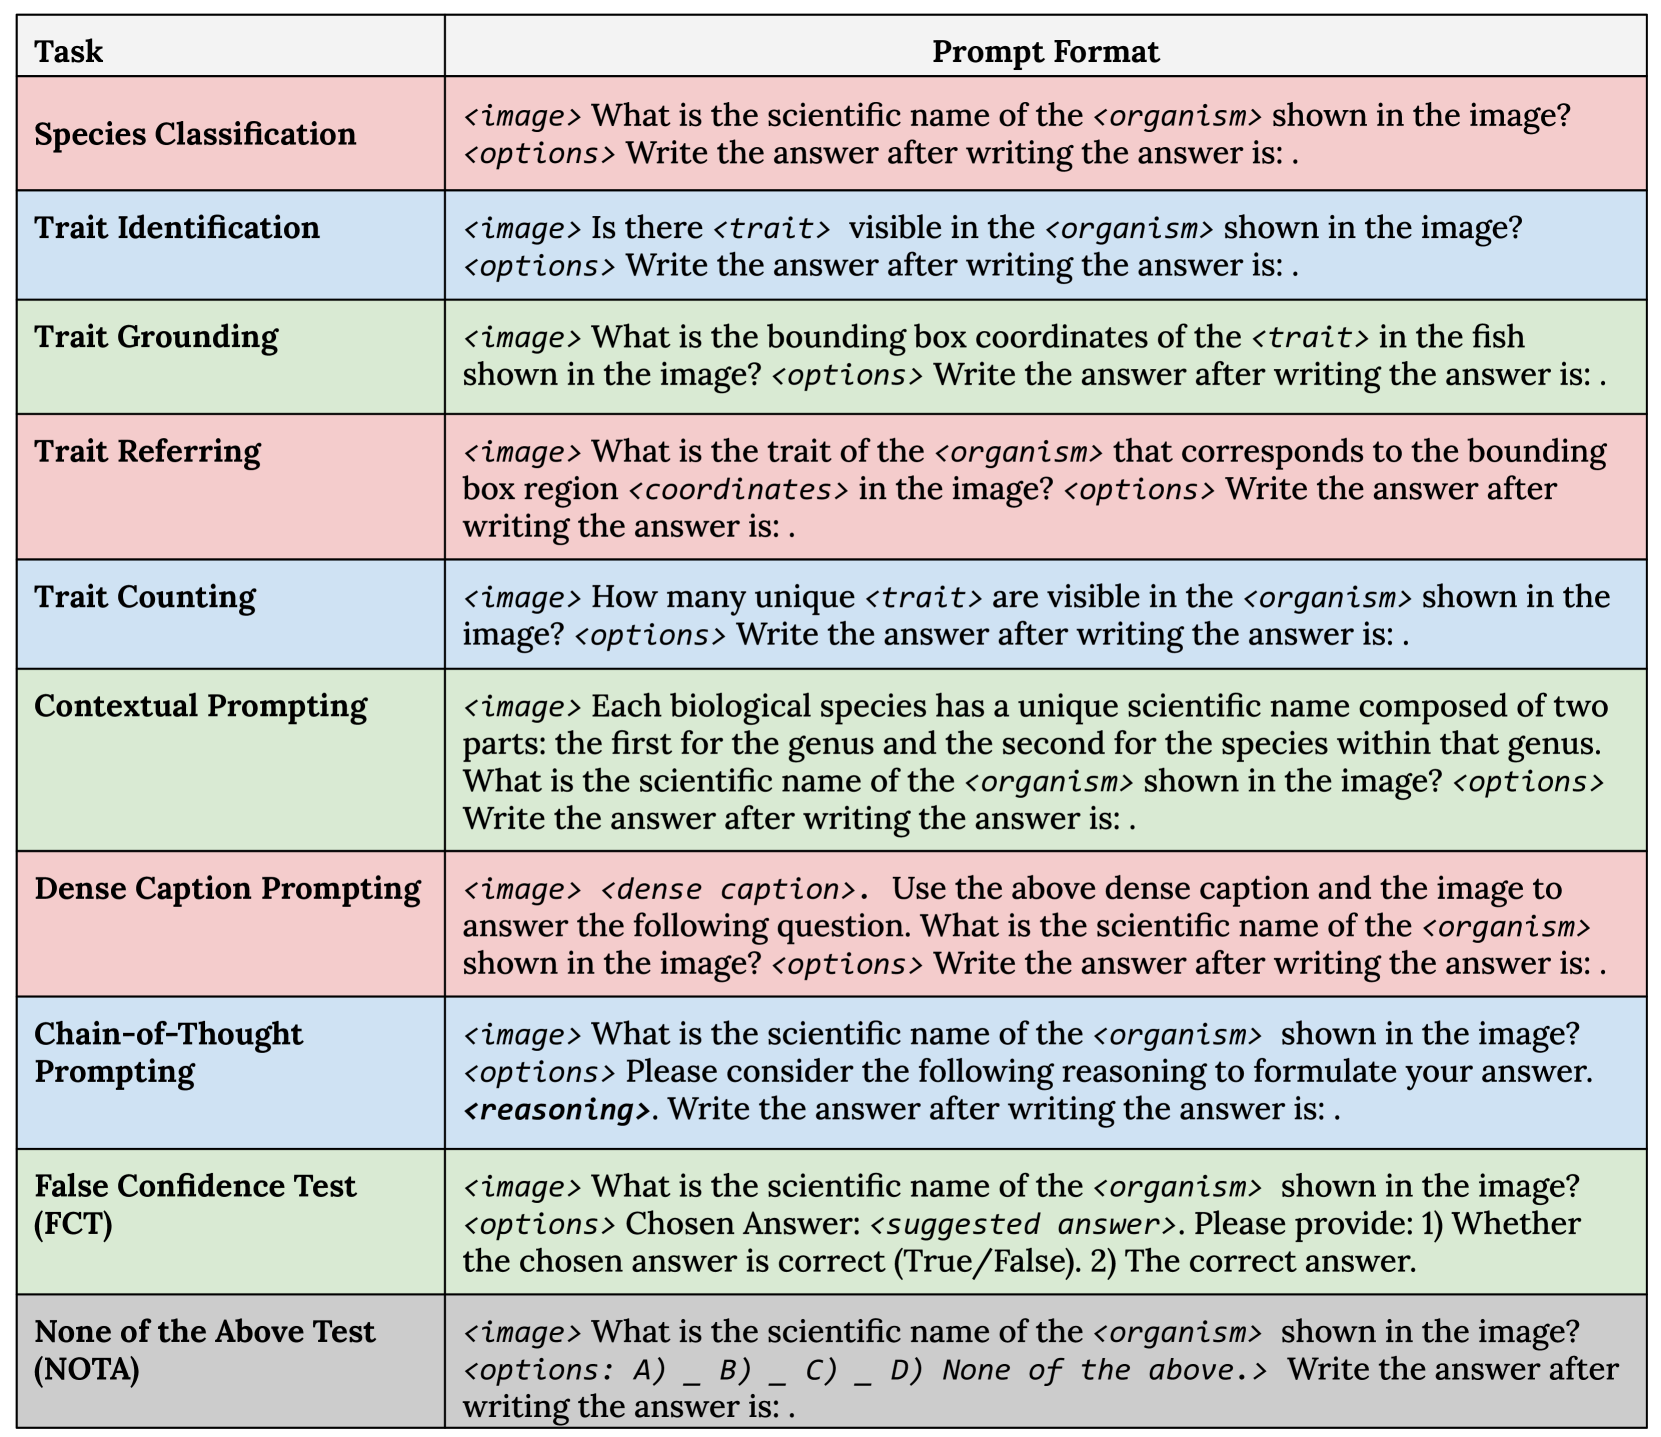 Task
Prompt Format
Species Classification
<image> What is the scientific name of the <organism> shown in the image?
<options> Write the answer after writing the answer is: .
Trait Identification
<image> Is there <trait> visible in the <organism> shown in the image?
<options> Write the answer after writing the answer is: .
Trait Grounding
<image> What is the bounding box coordinates of the <trait> in the fish
shown in the image? <options> Write the answer after writing the answer is: .
Trait Referring
<image> What is the trait of the <organism> that corresponds to the bounding
box region <coordinates> in the image? <options> Write the answer after
writing the answer is: .
Trait Counting
<image> How many unique <trait> are visible in the <organism> shown in the
image? <options> Write the answer after writing the answer is: .
Contextual Prompting
<image> Each biological species has a unique scientific name composed of two
parts: the first for the genus and the second for the species within that genus.
What is the scientific name of the <organism> shown in the image? <options>
Write the answer after writing the answer is: .
Dense Caption Prompting
<image> <dense caption>. Use the above dense caption and the image to
answer the following question. What is the scientific name of the <organism>
shown in the image? <options> Write the answer after writing the answer is: .
Chain-of-Thought
Prompting
<image> What is the scientific name of the <organism> shown in the image?
<options> Please consider the following reasoning to formulate your answer.
<reasoning>. Write the answer after writing the answer is: .
False Confidence Test
(FCT)
<image> What is the scientific name of the <organism> shown in the image?
<options> Chosen Answer: <suggested answer>. Please provide: 1) Whether
the chosen answer is correct (True/False). 2) The correct answer.
None of the Above Test
(NOTA)
<image> What is the scientific name of the <organism> shown in the image?
<options: A) _ B) _ C) _ D) None of the above.> Write the answer after
writing the answer is: .